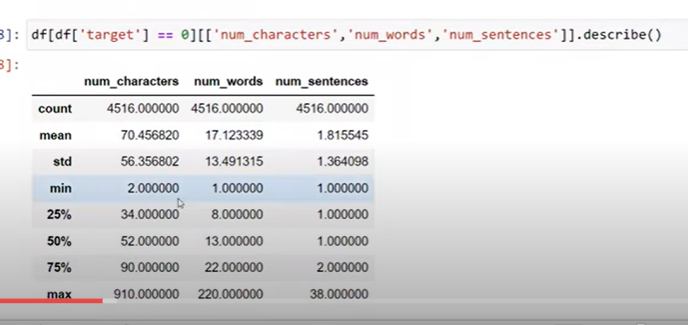 8]: df[df['target'] == 0][['num_characters','num_words','num_sentences']].describe()
8]:
num_characters num_words num_sentences
count 4516.000000 4516.000000 4516.000000
mean 70.456820 17.123339 1.815545
std 56.356802 13.491315 1.364098
min 2.000000 1.000000 1.000000
25% 34.000000 8.000000 1.000000
50% 52.000000 13.000000 1.000000
75% 90.000000 22.000000 2.000000
max 910.000000 220.000000 38.000000